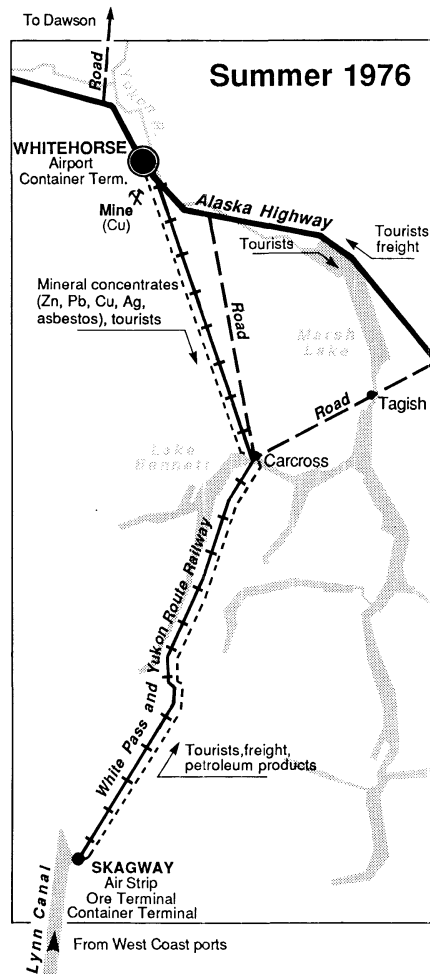 To Dawson
Summer 1976
Road
Yukon R.
WHITEHORSE
Airport
Container Term.
Mine
(Cu)
Alaska Highway
Tourists
Tourists
freight
Mineral concentrates
(Zn, Pb, Cu, Ag,
asbestos), tourists
Road
Marsh
Lake
Road
Tagish
Lake
Bennett
Carcross
White Pass and Yukon Route Railway
Tourists,freight,
petroleum products
SKAGWAY
Air Strip
Ore Terminal
Container Terminal
Lynn Canal
From West Coast ports